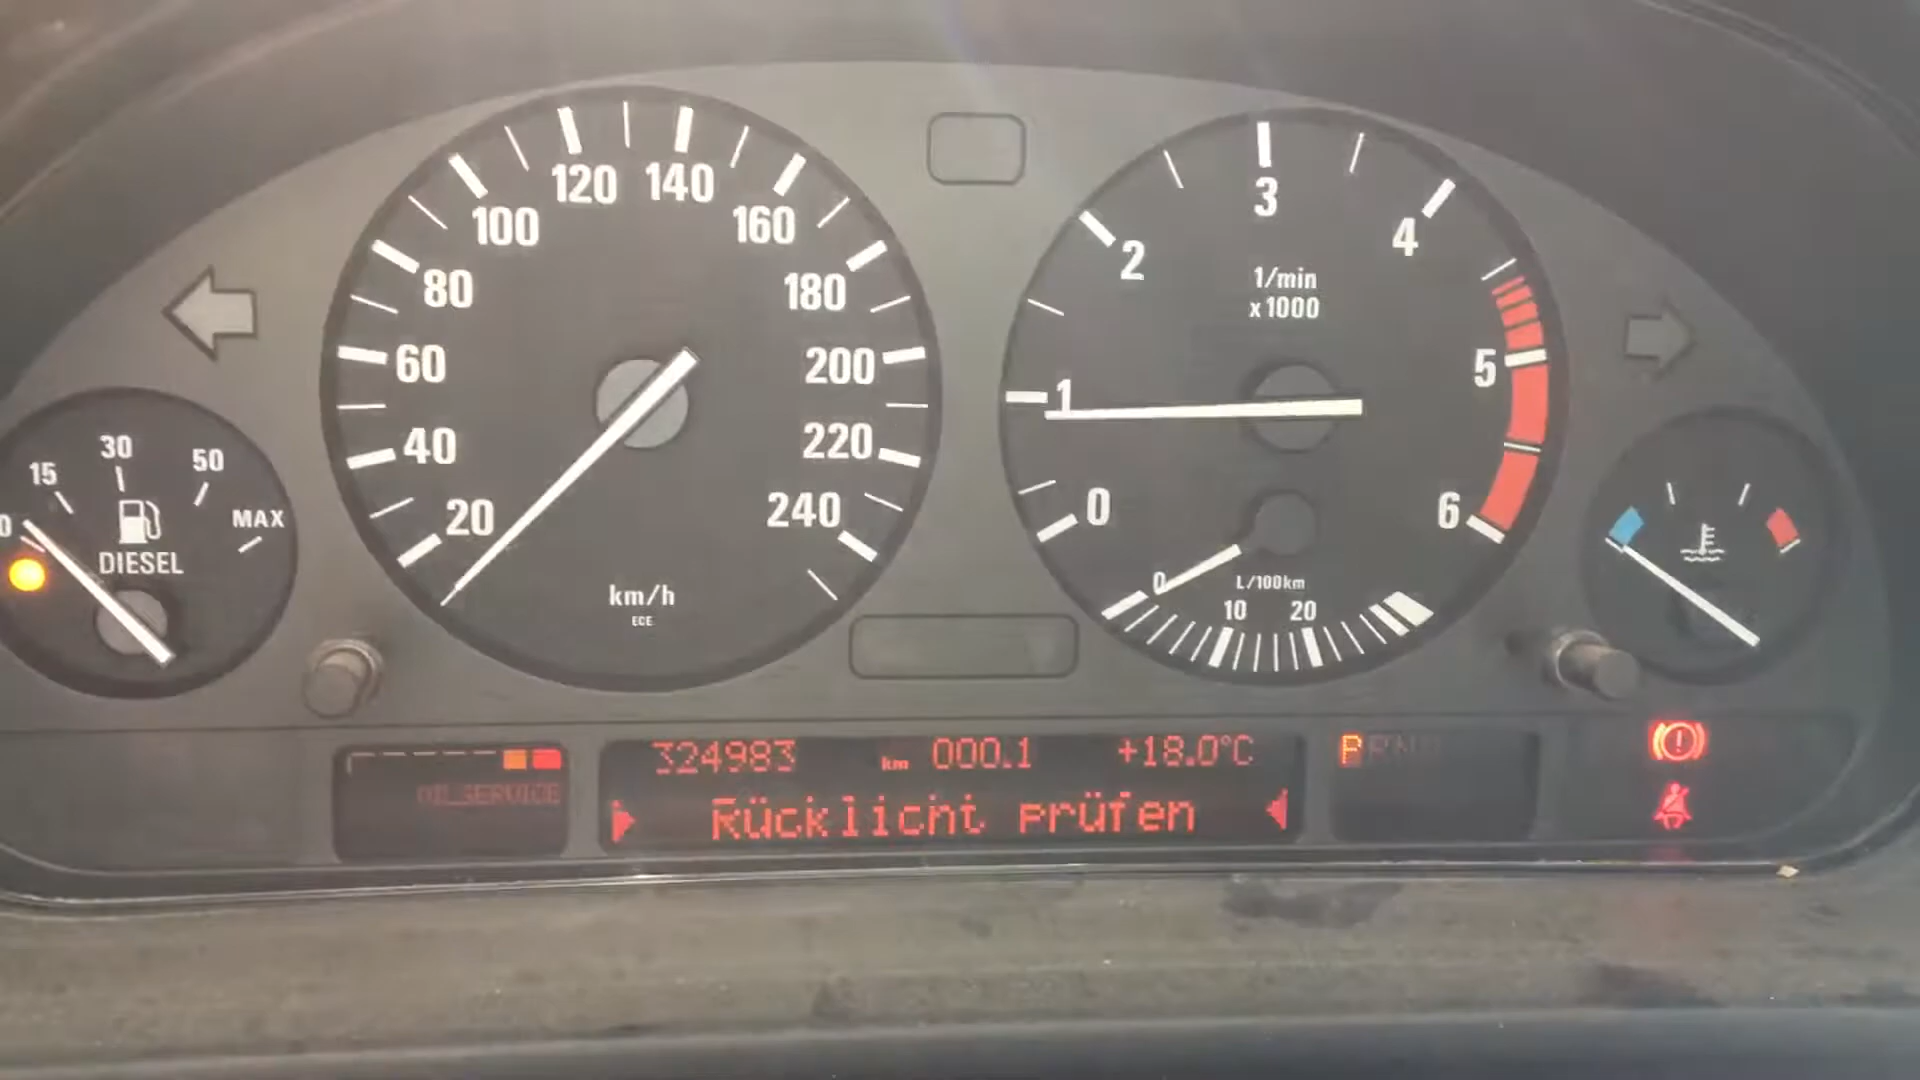 120 140
100 160
80 180
60 200
40 220
20 240
km/h
ECE
3
2 4
1/min
x 1000
1 5
0 6
0 L/100km
10 20
0 15 30 50 MAX
DIESEL
324983 km 000.1 +18.0°C P
OILSERVICE
Rücklicht prüfen